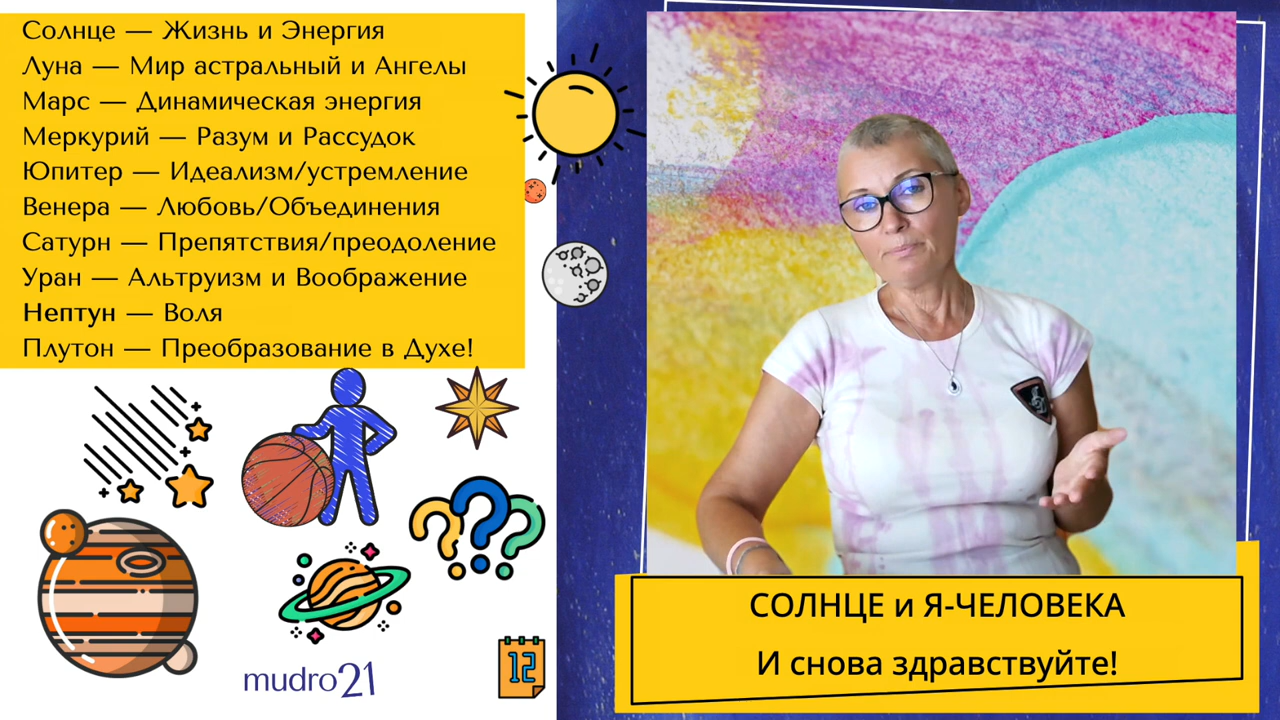 Солнце — Жизнь и Энергия
Луна — Мир астральный и Ангелы
Марс — Динамическая энергия
Меркурий — Разум и Рассудок
Юпитер — Идеализм/устремление
Венера — Любовь/Объединения
Сатурн — Препятствия/преодоление
Уран — Альтруизм и Воображение
Нептун — Воля
Плутон — Преобразование в Духе!
12
mudro21
СОЛНЦЕ и Я-ЧЕЛОВЕКА
И снова здравствуйте!